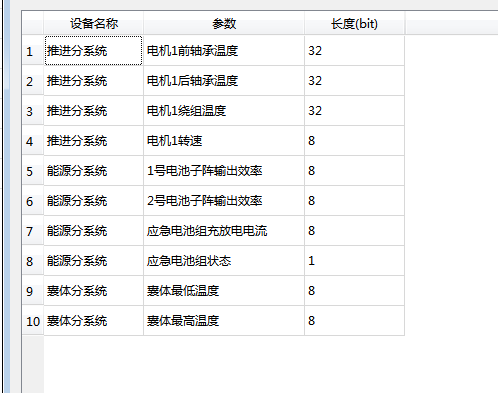 设备名称 参数 长度(bit)
1 推进分系统 电机1前轴承温度 32
2 推进分系统 电机1后轴承温度 32
3 推进分系统 电机1绕组温度 32
4 推进分系统 电机1转速 8
5 能源分系统 1号电池子阵输出效率 8
6 能源分系统 2号电池子阵输出效率 8
7 能源分系统 应急电池组充放电电流 8
8 能源分系统 应急电池组状态 1
9 囊体分系统 囊体最低温度 8
10 囊体分系统 囊体最高温度 8